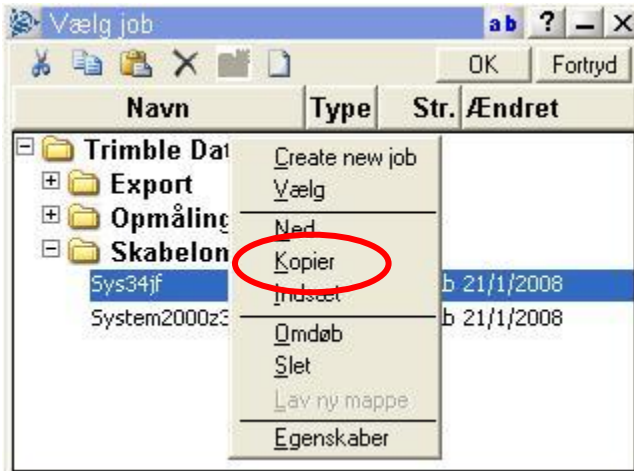 Vælg job ab ?
OK Fortryd
Navn Type Str. Ændret
Trimble Dat
Export
Opmåling
Skabelon
Sys34jf b 21/1/2008
System2000z3 b 21/1/2008
Create new job
Vælg
Ned
Kopier
Indsæt
Omdøb
Slet
Lav ny mappe
Egenskaber